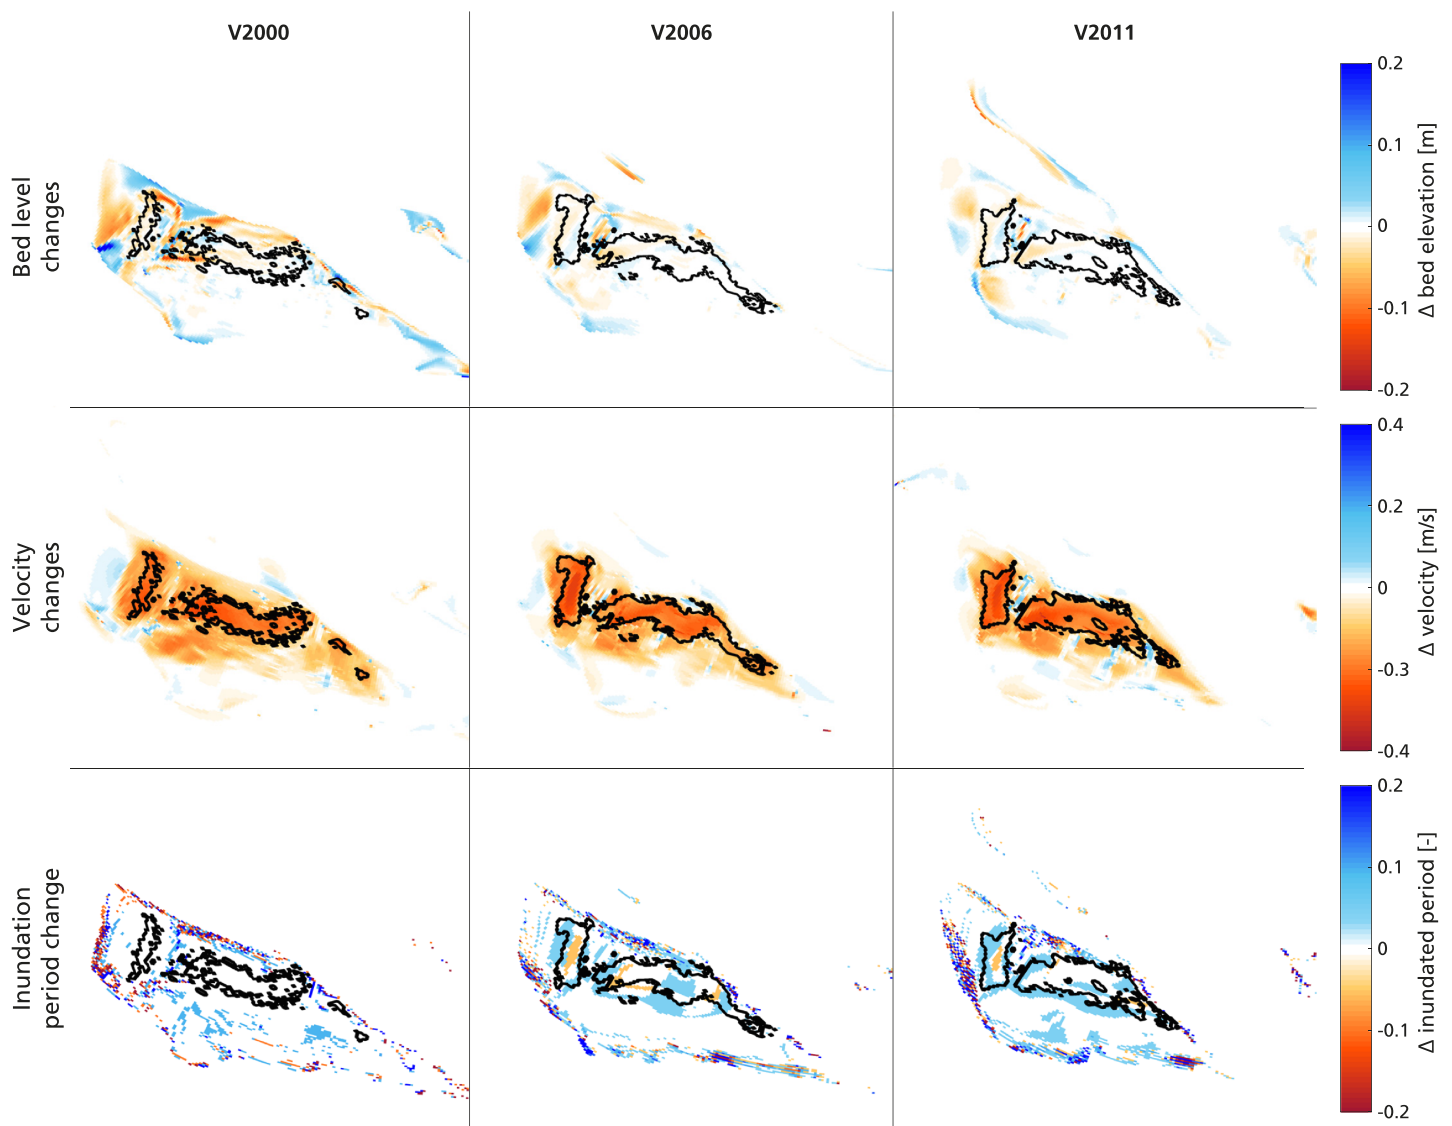 V2000
V2006
V2011
Bed level
changes
0.2
0.1
0
-0.1
-0.2
Δ bed elevation [m]
Velocity
changes
0.4
0.2
0
-0.3
-0.4
Δ velocity [m/s]
Inundation
period change
0.2
0.1
0
-0.1
-0.2
Δ inundated period [-]